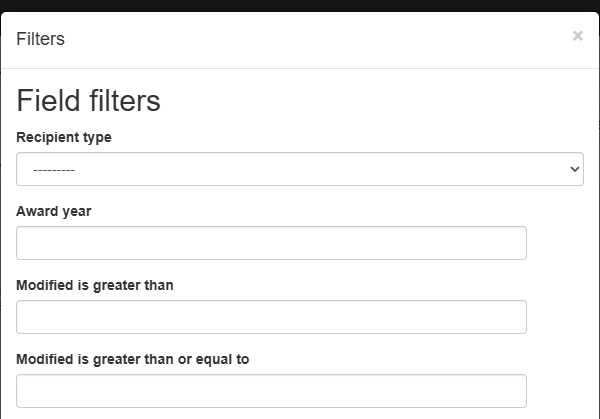 Filters
×
Field filters
Recipient type
---------
Award year
Modified is greater than
Modified is greater than or equal to